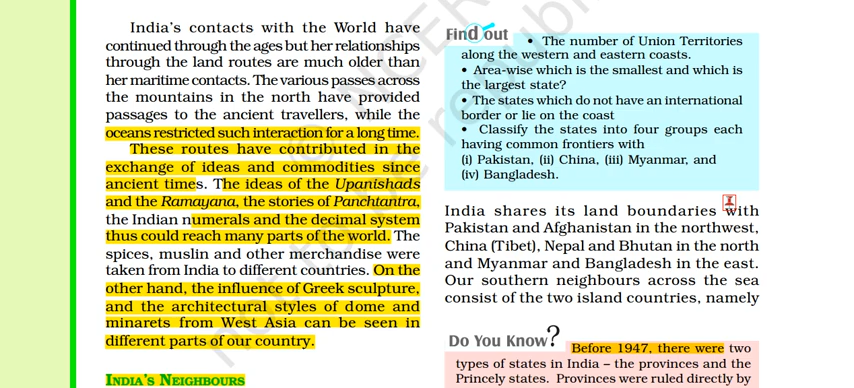 India’s contacts with the World have
continued through the ages but her relationships
through the land routes are much older than
her maritime contacts. The various passes across
the mountains in the north have provided
passages to the ancient travellers, while the
oceans restricted such interaction for a long time.
These routes have contributed in the
exchange of ideas and commodities since
ancient times. The ideas of the Upanishads
and the Ramayana, the stories of Panchtantra,
the Indian numerals and the decimal system
thus could reach many parts of the world. The
spices, muslin and other merchandise were
taken from India to different countries. On the
other hand, the influence of Greek sculpture,
and the architectural styles of dome and
minarets from West Asia can be seen in
different parts of our country.
INDIA’S NEIGHBOURS
Find out
• The number of Union Territories
along the western and eastern coasts.
• Area-wise which is the smallest and which is
the largest state?
• The states which do not have an international
border or lie on the coast
• Classify the states into four groups each
having common frontiers with
(i) Pakistan, (ii) China, (iii) Myanmar, and
(iv) Bangladesh.
India shares its land boundaries with
Pakistan and Afghanistan in the northwest,
China (Tibet), Nepal and Bhutan in the north
and Myanmar and Bangladesh in the east.
Our southern neighbours across the sea
consist of the two island countries, namely
Do You Know?
Before 1947, there were two
types of states in India – the provinces and the
Princely states. Provinces were ruled directly by